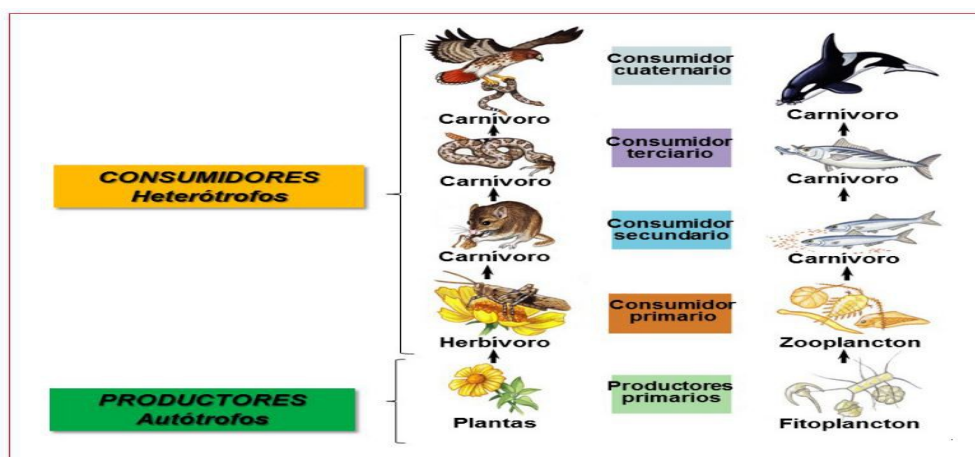 Consumidor
cuaternario
Carnívoro
Carnívoro
Consumidor
terciario
CONSUMIDORES
Heterótrofos
Carnívoro
Carnívoro
Consumidor
secundario
Carnívoro
Carnívoro
Consumidor
primario
Herbívoro
Zooplancton
PRODUCTORES
Autótrofos
Productores
primarios
Plantas
Fitoplancton